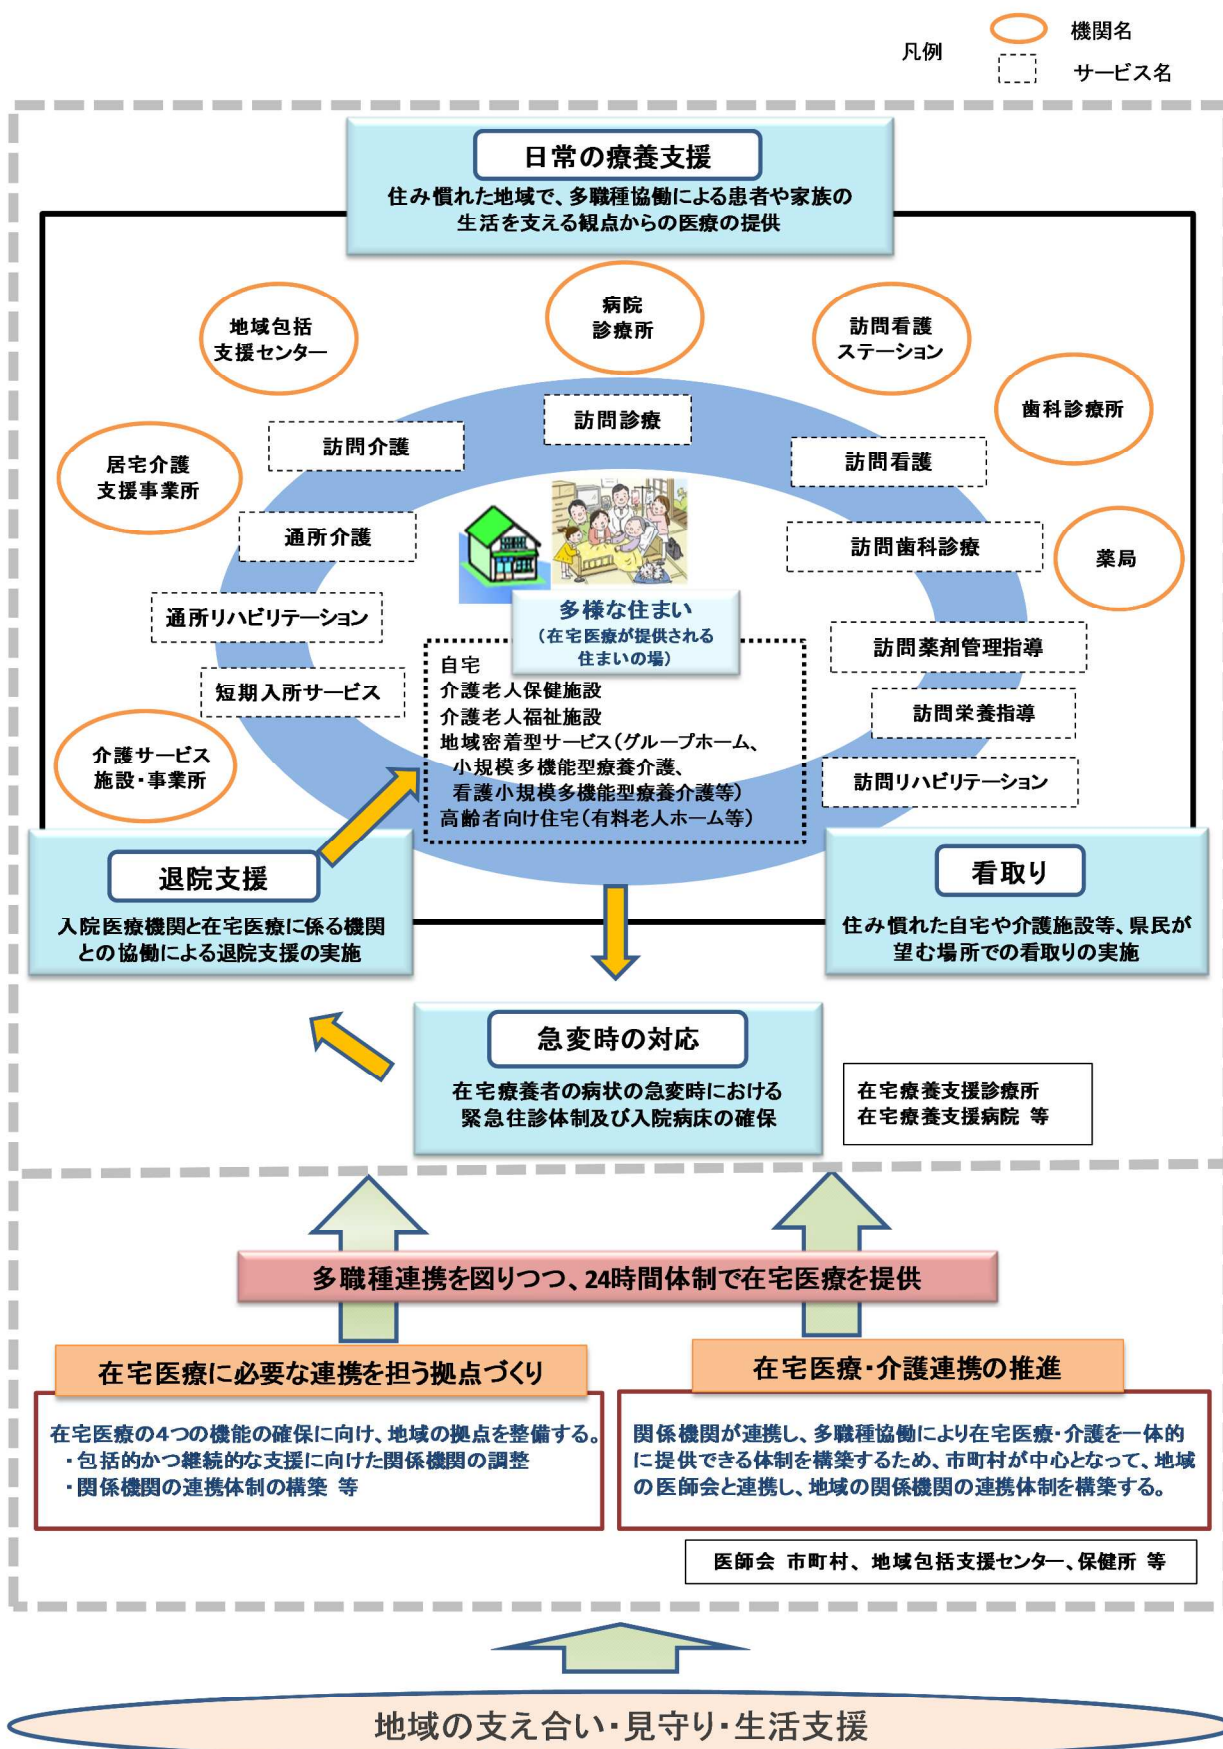 凡例
機関名
サービス名
日常の療養支援
住み慣れた地域で、多職種協働による患者や家族の
生活を支える観点からの医療の提供
病院
診療所
地域包括
支援センター
訪問看護
ステーション
歯科診療所
居宅介護
支援事業所
薬局
介護サービス
施設・事業所
訪問診療
訪問介護
訪問看護
通所介護
訪問歯科診療
通所リハビリテーション
訪問薬剤管理指導
短期入所サービス
訪問栄養指導
訪問リハビリテーション
多様な住まい
（在宅医療が提供される
住まいの場）
自宅
介護老人保健施設
介護老人福祉施設
地域密着型サービス（グループホーム、
小規模多機能型療養介護、
看護小規模多機能型療養介護等）
高齢者向け住宅（有料老人ホーム等）
退院支援
入院医療機関と在宅医療に係る機関
との協働による退院支援の実施
看取り
住み慣れた自宅や介護施設等、県民が
望む場所での看取りの実施
急変時の対応
在宅療養者の病状の急変時における
緊急往診体制及び入院病床の確保
在宅療養支援診療所
在宅療養支援病院 等
多職種連携を図りつつ、24時間体制で在宅医療を提供
在宅医療に必要な連携を担う拠点づくり
在宅医療の4つの機能の確保に向け、地域の拠点を整備する。
・包括的かつ継続的な支援に向けた関係機関の調整
・関係機関の連携体制の構築 等
在宅医療・介護連携の推進
関係機関が連携し、多職種協働により在宅医療・介護を一体的
に提供できる体制を構築するため、市町村が中心となって、地域
の医師会と連携し、地域の関係機関の連携体制を構築する。
医師会 市町村、地域包括支援センター、保健所 等
地域の支え合い・見守り・生活支援